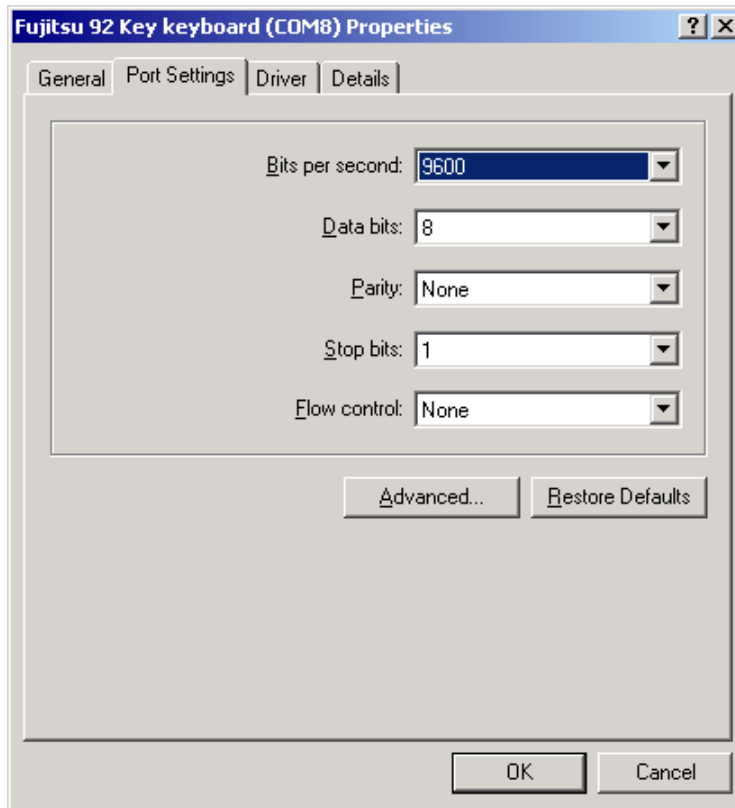 Fujitsu 92 Key keyboard (COM8) Properties
General Port Settings Driver Details
Bits per second: 9600
Data bits: 8
Parity: None
Stop bits: 1
Flow control: None
Advanced... Restore Defaults
OK Cancel